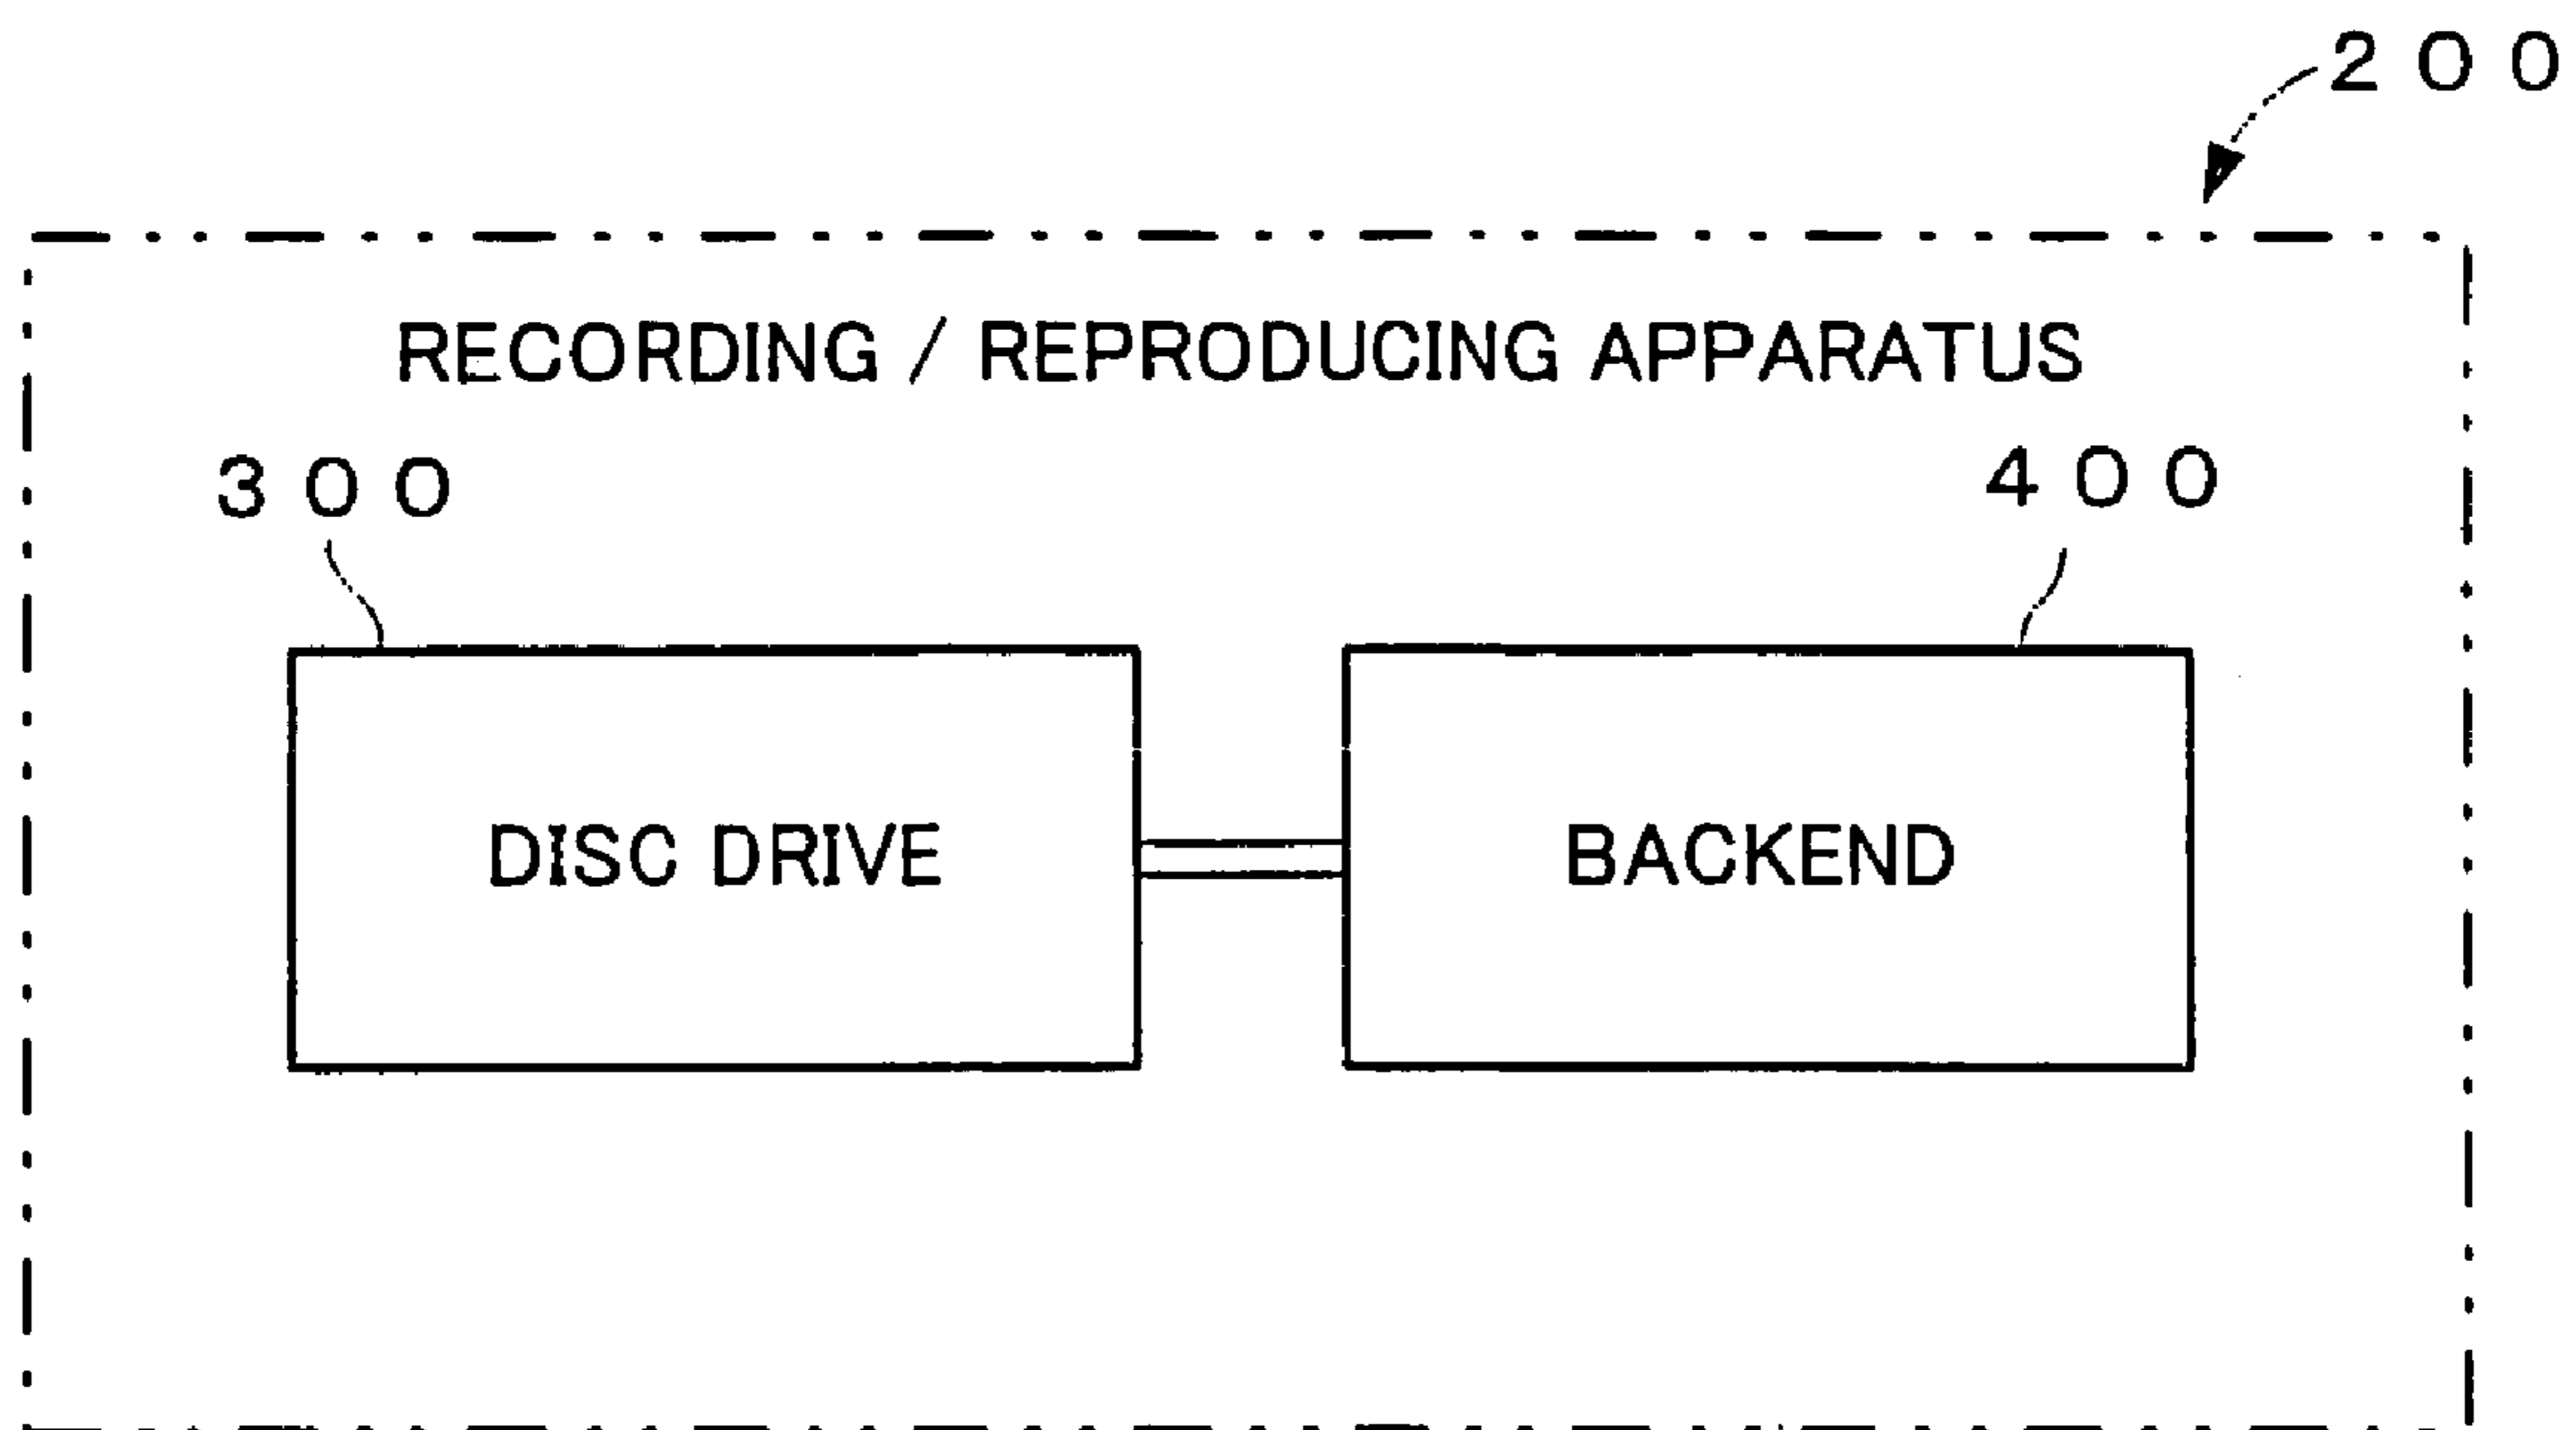 200
RECORDING / REPRODUCING APPARATUS
300
400
DISC DRIVE
BACKEND